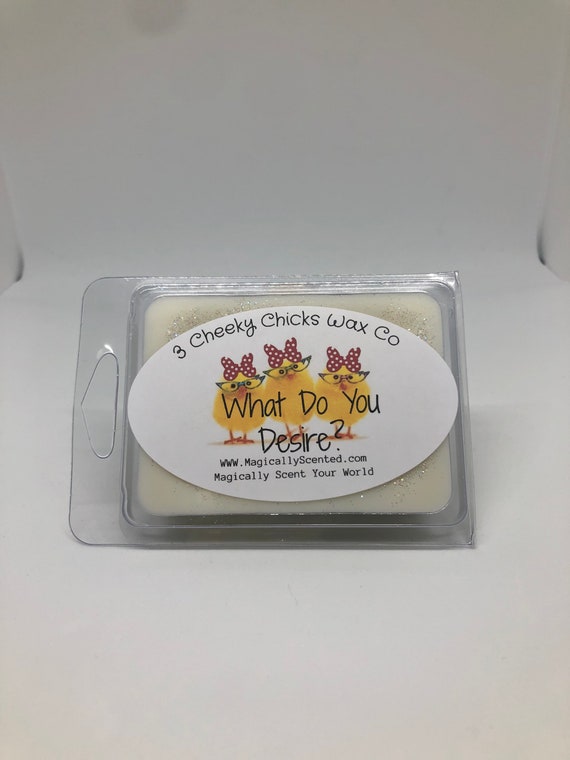 3 Cheeky Chicks Wax Co
What Do You
Desire?
www.MagicallyScented.com
Magically Scent Your World